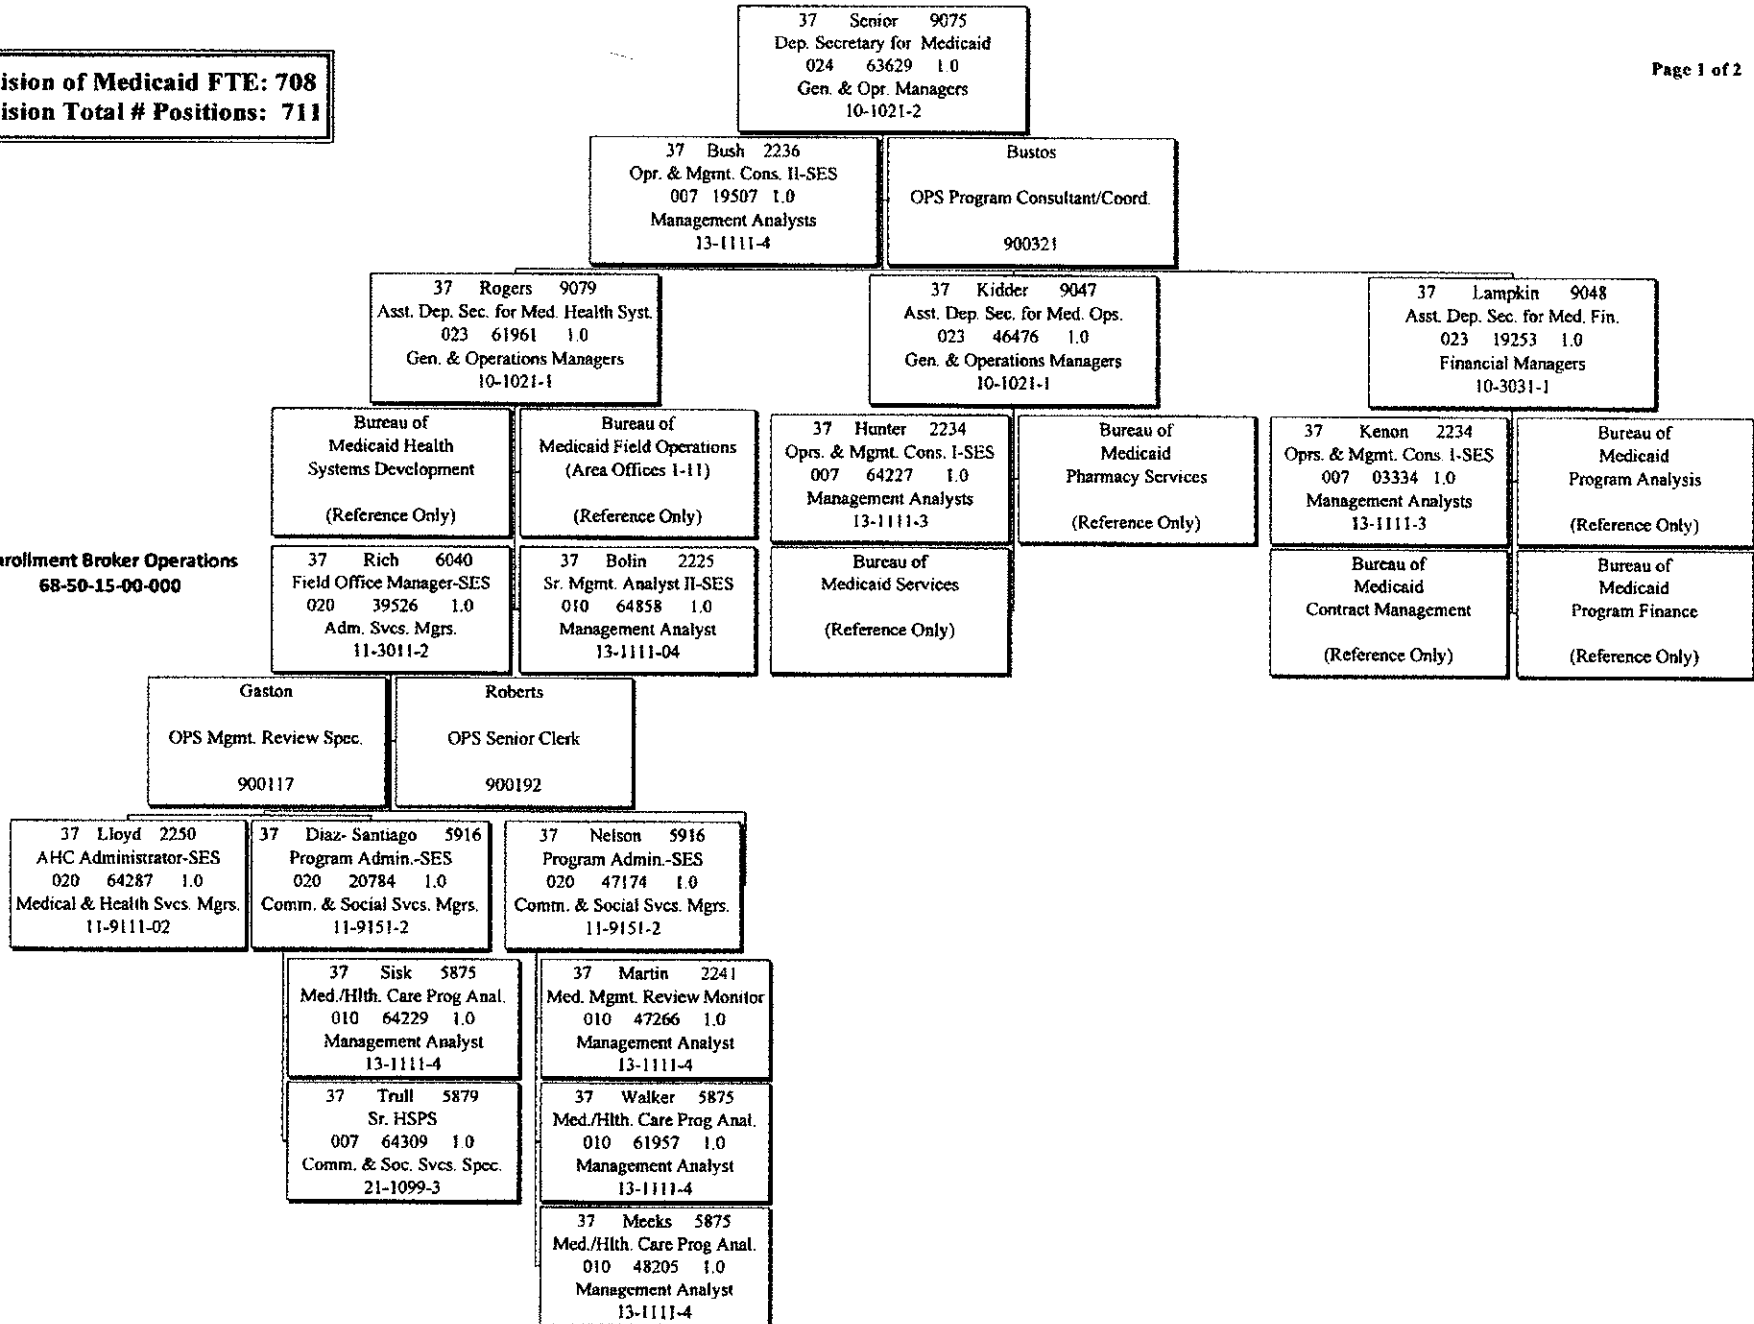 ision of Medicaid FTE: 708
ision Total # Positions: 711
Page 1 of 2
37 Senior 9075
Dep. Secretary for Medicaid
024 63629 1.0
Gen. & Opr. Managers
10-1021-2
37 Bush 2236
Opr. & Mgmt. Cons. II-SES
007 19507 1.0
Management Analysts
13-1111-4
Bustos
OPS Program Consultant/Coord.
900321
37 Rogers 9079
Asst. Dep. Sec. for Med. Health Syst.
023 61961 1.0
Gen. & Operations Managers
10-1021-1
37 Kidder 9047
Asst. Dep. Sec. for Med. Ops.
023 46476 1.0
Gen. & Operations Managers
10-1021-1
37 Lampkin 9048
Asst. Dep. Sec. for Med. Fin.
023 19253 1.0
Financial Managers
10-3031-1
Bureau of
Medicaid Health
Systems Development
(Reference Only)
Bureau of
Medicaid Field Operations
(Area Offices 1-11)
(Reference Only)
37 Hunter 2234
Oprs. & Mgmt. Cons. I-SES
007 64227 1.0
Management Analysts
13-1111-3
Bureau of
Medicaid
Pharmacy Services
(Reference Only)
37 Kenon 2234
Oprs. & Mgmt. Cons. I-SES
007 03334 1.0
Management Analysts
13-1111-3
Bureau of
Medicaid
Program Analysis
(Reference Only)
arollment Broker Operations
68-50-15-00-000
37 Rich 6040
Field Office Manager-SES
020 39526 1.0
Adm. Svcs. Mgrs.
11-3011-2
37 Bolin 2225
Sr. Mgmt. Analyst II-SES
010 64858 1.0
Management Analyst
13-1111-04
Bureau of
Medicaid Services
(Reference Only)
Bureau of
Medicaid
Contract Management
(Reference Only)
Bureau of
Medicaid
Program Finance
(Reference Only)
Gaston
OPS Mgmt. Review Spec.
900117
Roberts
OPS Senior Clerk
900192
37 Lloyd 2250
AHC Administrator-SES
020 64287 1.0
Medical & Health Svcs. Mgrs.
11-9111-02
37 Diaz- Santiago 5916
Program Admin.-SES
020 20784 1.0
Comm. & Social Svcs. Mgrs.
11-9151-2
37 Nelson 5916
Program Admin.-SES
020 47174 1.0
Comm. & Social Svcs. Mgrs.
11-9151-2
37 Sisk 5875
Med./Hlth. Care Prog Anal.
010 64229 1.0
Management Analyst
13-1111-4
37 Martin 2241
Med. Mgmt. Review Monitor
010 47266 1.0
Management Analyst
13-1111-4
37 Trull 5879
Sr. HSPS
007 64309 1.0
Comm. & Soc. Svcs. Spec.
21-1099-3
37 Walker 5875
Med./Hlth. Care Prog Anal.
010 61957 1.0
Management Analyst
13-1111-4
37 Meeks 5875
Med./Hlth. Care Prog Anal.
010 48205 1.0
Management Analyst
13-1111-4